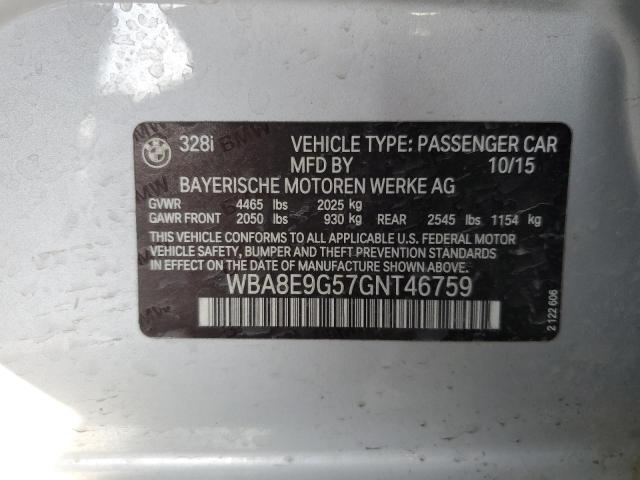 328i VEHICLE TYPE: PASSENGER CAR
MFD BY 10/15
BAYERISCHE MOTOREN WERKE AG
GVWR 4465 lbs 2025 kg
GAWR FRONT 2050 lbs 930 kg REAR 2545 lbs 1154 kg
THIS VEHICLE CONFORMS TO ALL APPLICABLE U.S. FEDERAL MOTOR
VEHICLE SAFETY, BUMPER AND THEFT PREVENTION STANDARDS
IN EFFECT ON THE DATE OF MANUFACTURE SHOWN ABOVE.
WBA8E9G57GNT46759
2 122 606
BMW
BMW